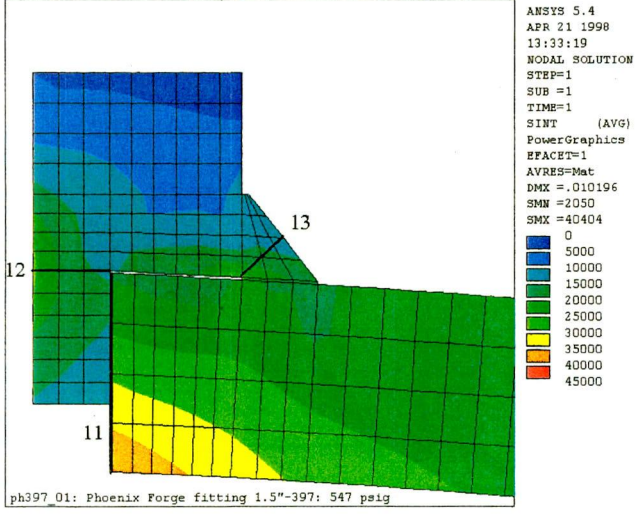 ANSYS 5.4
APR 21 1998
13:33:19
NODAL SOLUTION
STEP=1
SUB =1
TIME=1
SINT (AVG)
PowerGraphics
EFACET=1
AVRES=Mat
DMX =.010196
SMN =2050
SMX =40404
0
5000
10000
15000
20000
25000
30000
35000
40000
45000
13
12
11
ph397_01: Phoenix Forge fitting 1.5"-397: 547 psig